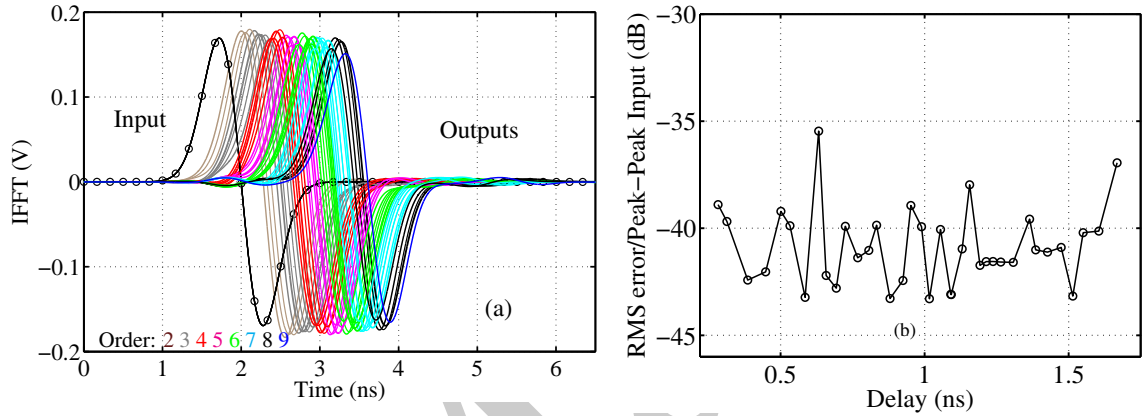 0.2
0.1
0
−0.1
−0.2
IFFT (V)
Input
Outputs
(a)
Order: 2 3 4 5 6 7 8 9
0 1 2 3 4 5 6
Time (ns)
−30
−35
−40
−45
RMS error/Peak−Peak Input (dB)
(b)
0.5 1 1.5
Delay (ns)